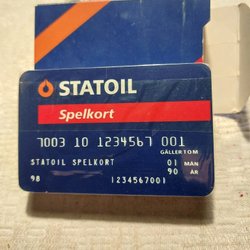 STATOIL
Spelkort
7003 10 1234567 001
GÄLLER TOM
STATOIL SPELKORT 01 MÅN
90 ÅR
98 1234567001